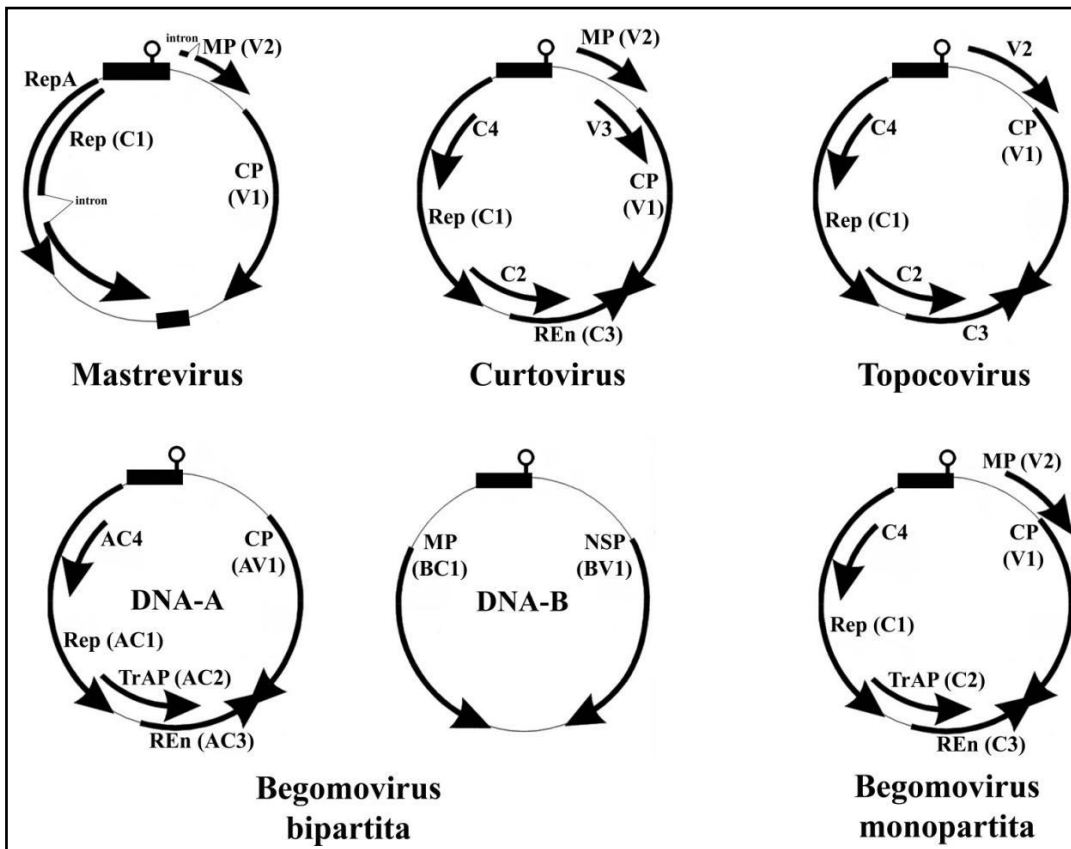 intron
MP (V2)
RepA
Rep (C1)
CP
(V1)
intron
Mastrevirus
MP (V2)
C4
V3
CP
(V1)
Rep (C1)
C2
REn (C3)
Curtovirus
V2
C4
CP
(V1)
Rep (C1)
C2
C3
Topocovirus
AC4
CP
(AV1)
DNA-A
Rep (AC1)
TrAP (AC2)
REn (AC3)
MP
(BC1)
NSP
(BV1)
DNA-B
Begomovirus
bipartita
MP (V2)
C4
CP
(V1)
Rep (C1)
TrAP (C2)
REn (C3)
Begomovirus
monopartita